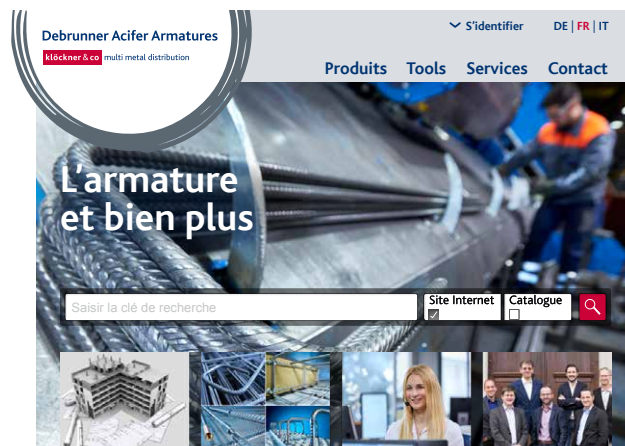 Debrunner Acifer Armatures
klöckner & co multi metal distribution
S'identifier DE | FR | IT
Produits Tools Services Contact
L'armature
et bien plus
Saisir la clé de recherche
Site Internet Catalogue